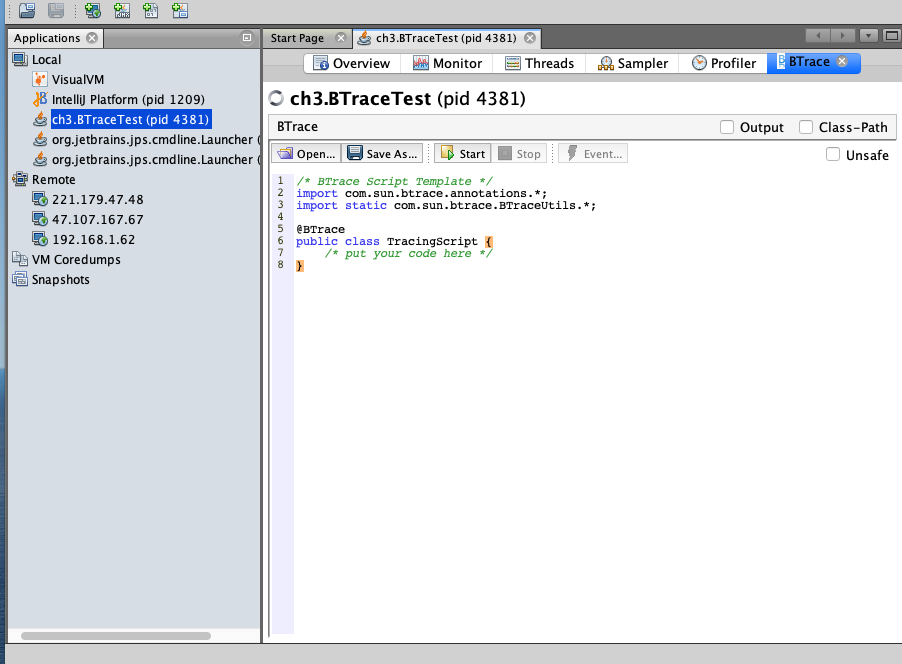 Applications
Start Page
ch3.BTraceTest (pid 4381)
Local
VisualVM
IntelliJ Platform (pid 1209)
ch3.BTraceTest (pid 4381)
org.jetbrains.jps.cmdline.Launcher (
org.jetbrains.jps.cmdline.Launcher (
Remote
221.179.47.48
47.107.167.67
192.168.1.62
VM Coredumps
Snapshots
Overview Monitor Threads Sampler Profiler BTrace
ch3.BTraceTest (pid 4381)
BTrace Output Class-Path
Open... Save As... Start Stop Event... Unsafe
1 /* BTrace Script Template */
2 import com.sun.btrace.annotations.*;
3 import static com.sun.btrace.BTraceUtils.*;
4
5 @BTrace
6 public class TracingScript {
7 /* put your code here */
8 }